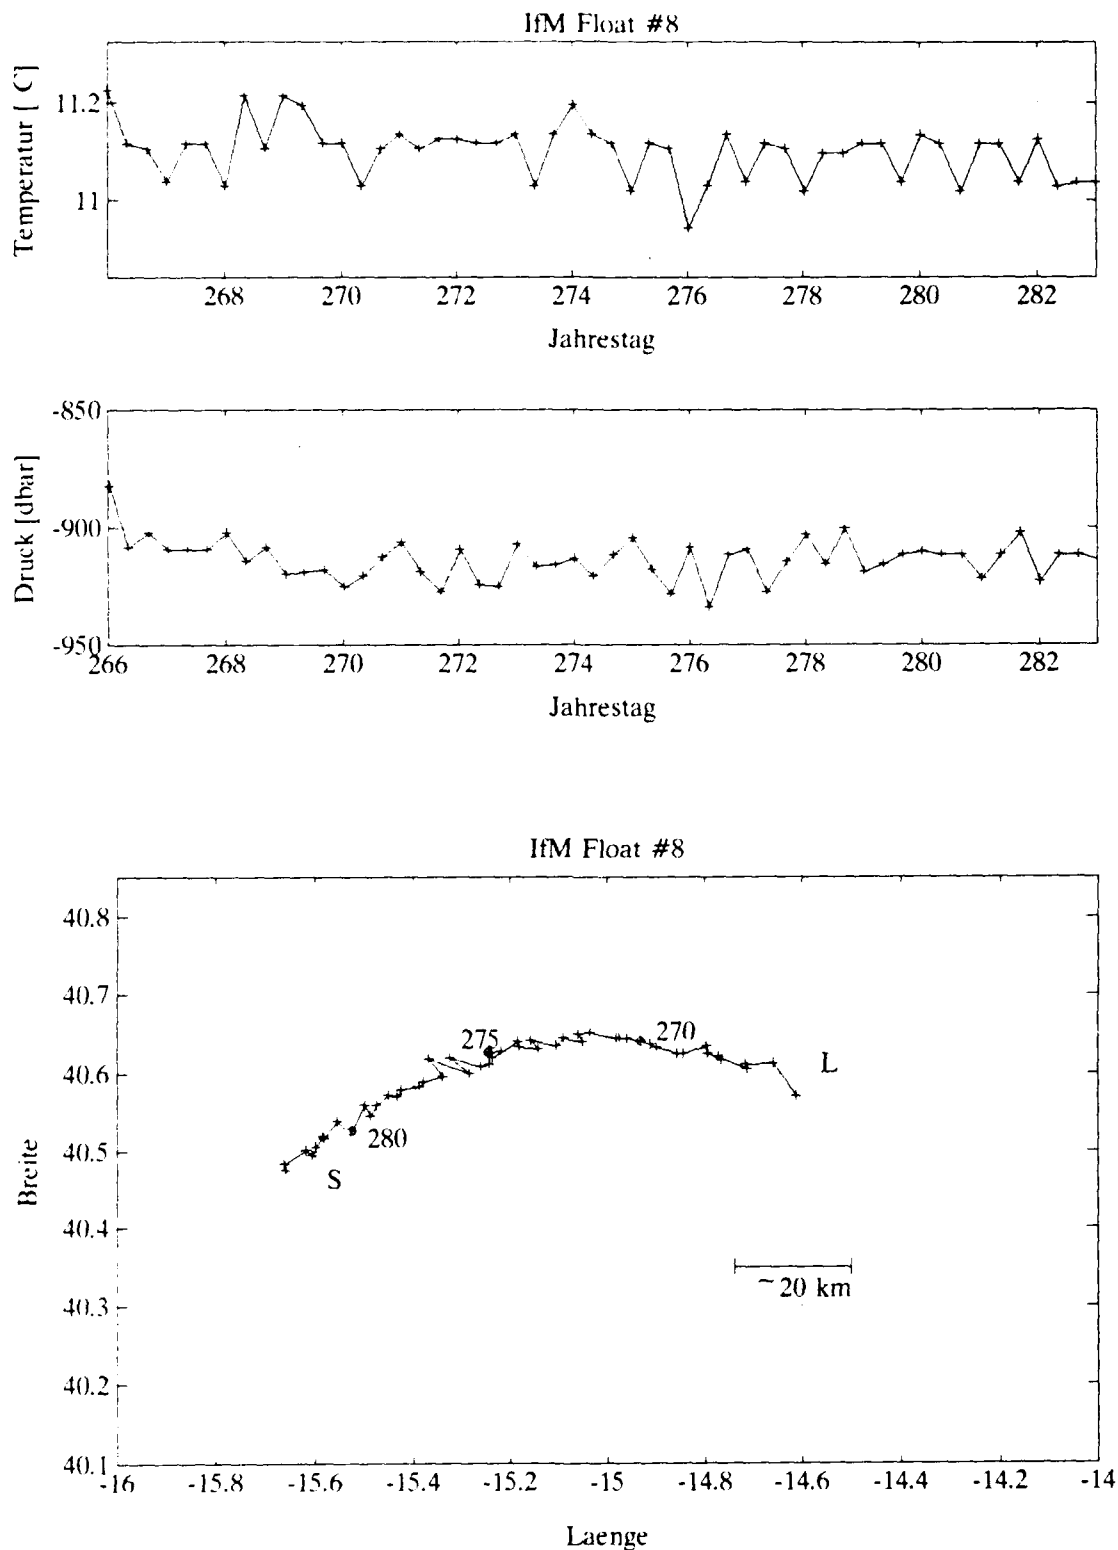 IfM Float #8
Temperatur [ C]
11.2
11
268 270 272 274 276 278 280 282
Jahrestag
Druck [dbar]
-850
-900
-950
266 268 270 272 274 276 278 280 282
Jahrestag
IfM Float #8
Breite
40.8
40.7
40.6
40.5
40.4
40.3
40.2
40.1
275
270
L
280
S
~20 km
-16 -15.8 -15.6 -15.4 -15.2 -15 -14.8 -14.6 -14.4 -14.2 -14
Laenge